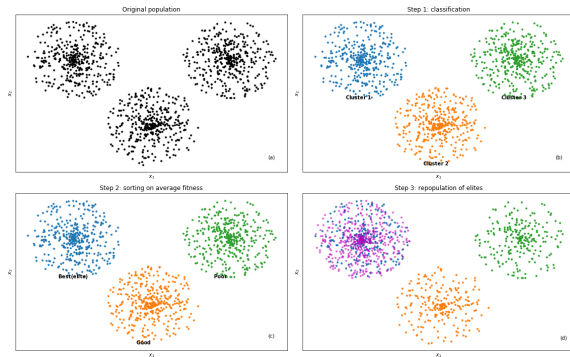 Original population
x₂
(a)
x₁
Step 1: classification
x₂
Cluster 1
Cluster 3
Cluster 2
(b)
x₁
Step 2: sorting on average fitness
x₂
Best(elite)
Poor
Good
(c)
x₁
Step 3: repopulation of elites
x₂
(d)
x₁